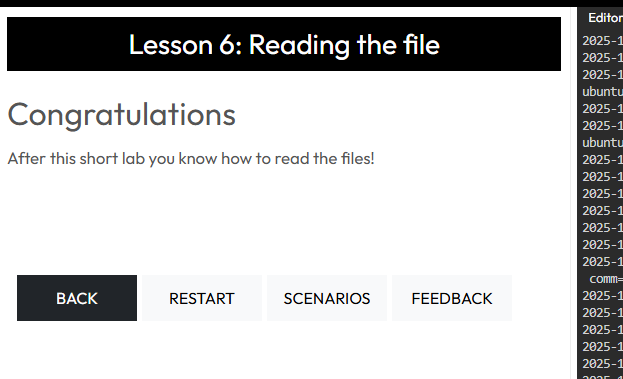 Lesson 6: Reading the file
Congratulations
After this short lab you know how to read the files!
BACK RESTART SCENARIOS FEEDBACK
Editor
2025-1
2025-1
2025-1
ubuntu
2025-1
2025-1
ubuntu
2025-1
2025-1
2025-1
2025-1
2025-1
2025-1
2025-1
comm=
2025-1
2025-1
2025-1
2025-1
2025-1